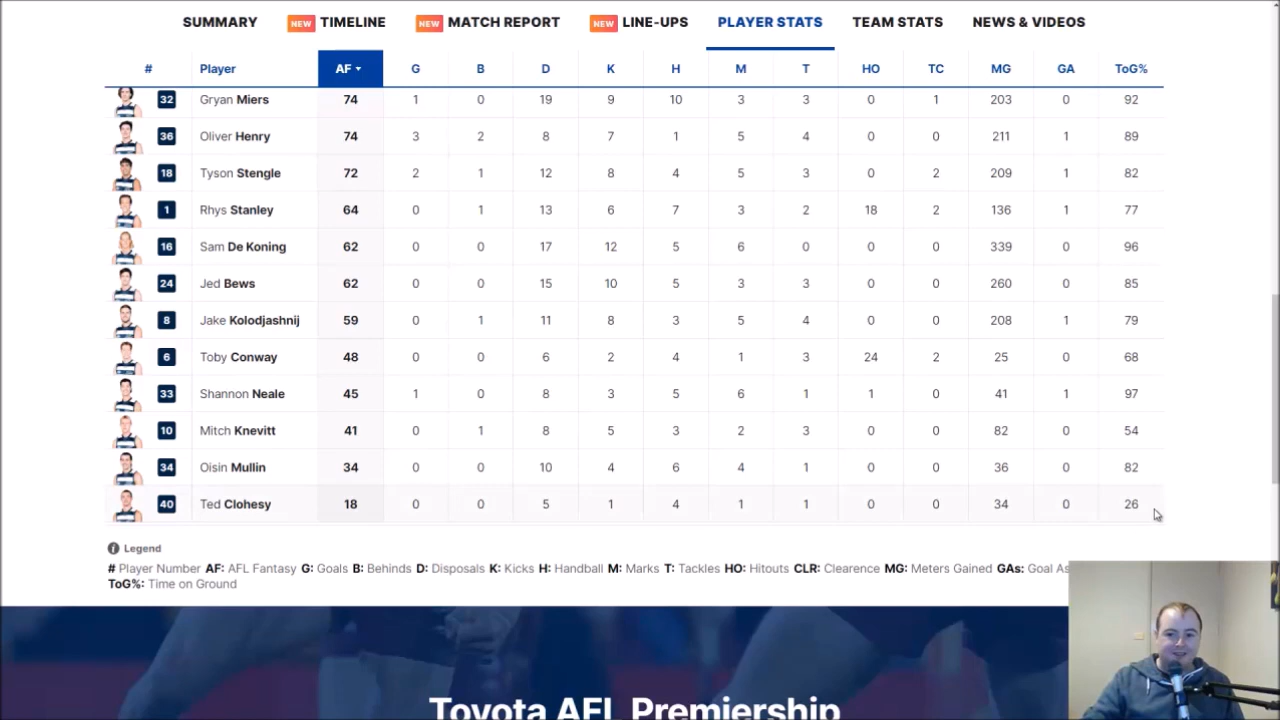 SUMMARY NEW TIMELINE NEW MATCH REPORT NEW LINE-UPS PLAYER STATS TEAM STATS NEWS & VIDEOS
# Player AF G B D K H M T HO TC MG GA ToG%
32 Gryan Miers 74 1 0 19 9 10 3 3 0 1 203 0 92
36 Oliver Henry 74 3 2 8 7 1 5 4 0 0 211 1 89
18 Tyson Stengle 72 2 1 12 8 4 5 3 0 2 209 1 82
1 Rhys Stanley 64 0 1 13 6 7 3 2 18 2 136 1 77
16 Sam De Koning 62 0 0 17 12 5 6 0 0 0 339 0 96
24 Jed Bews 62 0 0 15 10 5 3 3 0 0 260 0 85
8 Jake Kolodjashnij 59 0 1 11 8 3 5 4 0 0 208 1 79
6 Toby Conway 48 0 0 6 2 4 1 3 24 2 25 0 68
33 Shannon Neale 45 1 0 8 3 5 6 1 1 0 41 1 97
10 Mitch Knevitt 41 0 1 8 5 3 2 3 0 0 82 0 54
34 Oisin Mullin 34 0 0 10 4 6 4 1 0 0 36 0 82
40 Ted Clohesy 18 0 0 5 1 4 1 1 0 0 34 0 26
i Legend
# Player Number AF: AFL Fantasy G: Goals B: Behinds D: Disposals K: Kicks H: Handball M: Marks T: Tackles HO: Hitouts CLR: Clearence MG: Meters Gained GAs: Goal As
ToG%: Time on Ground
Toyota AFL Premiership